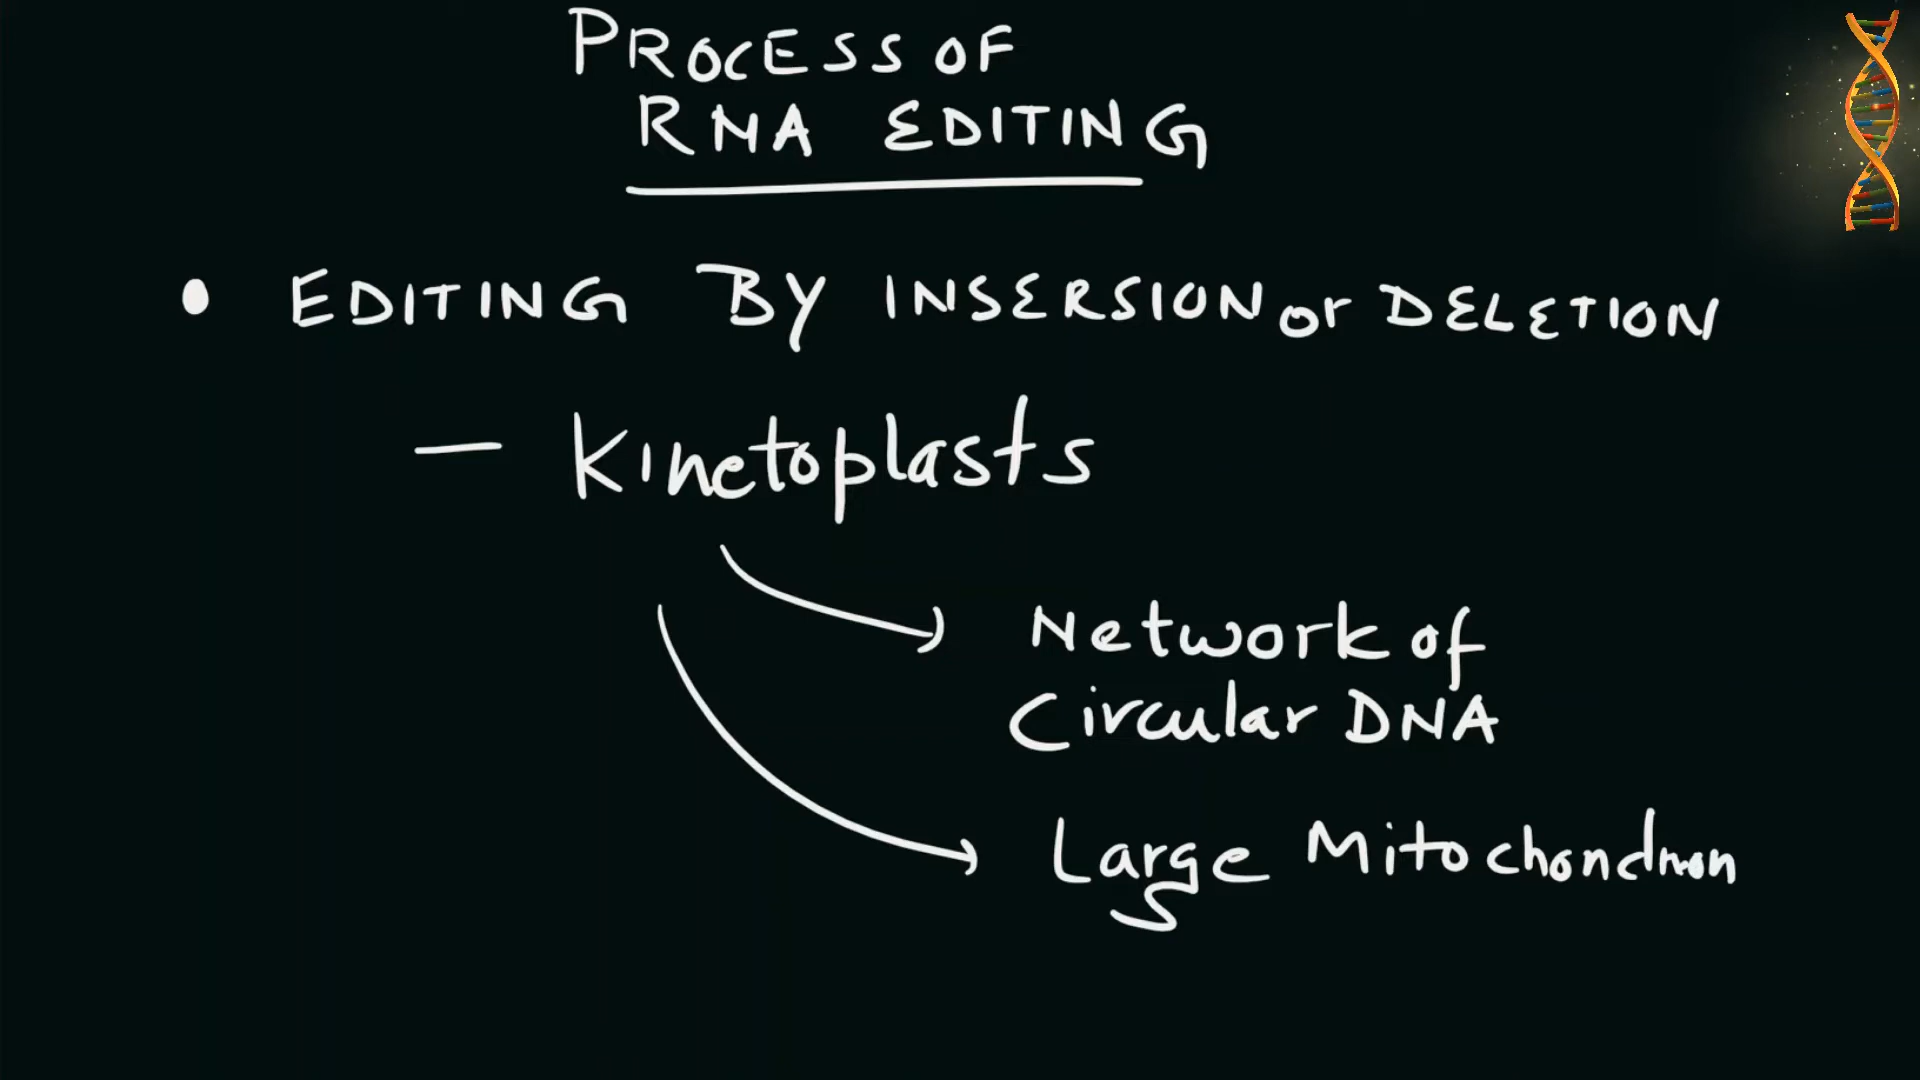 PROCESS OF
RNA EDITING
• EDITING BY INSERSION or DELETION
— Kinetoplasts
Network of
Circular DNA
Large Mitochondrion